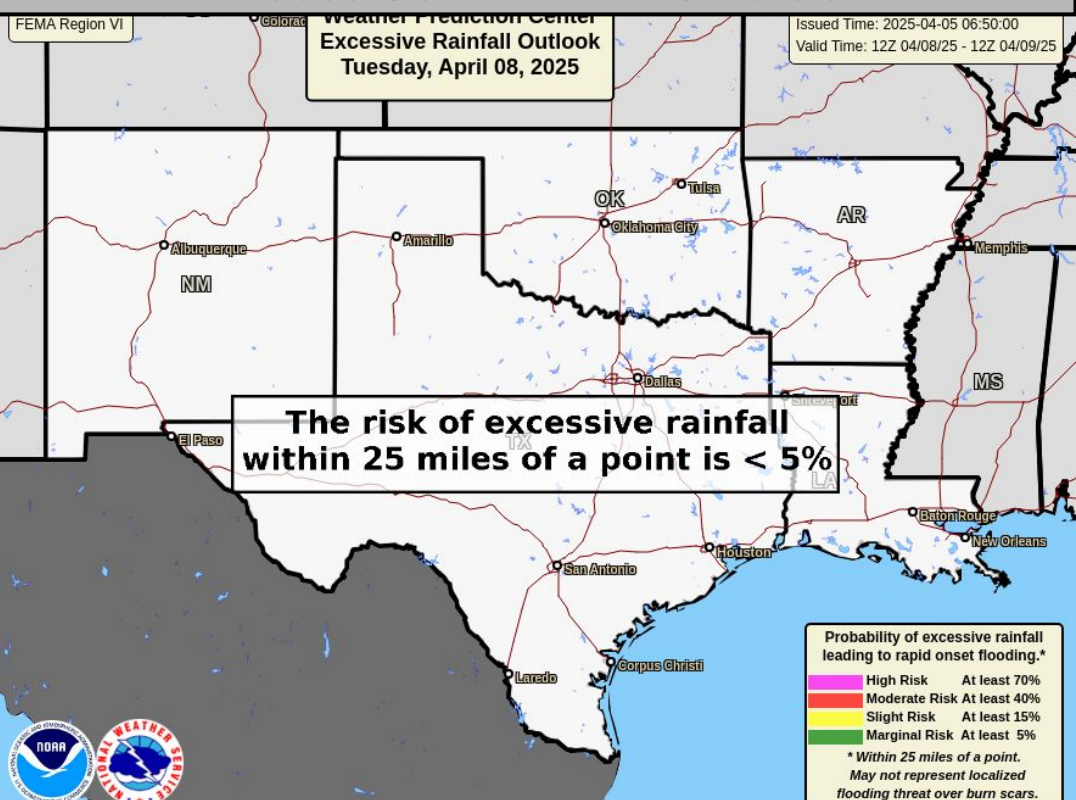 FEMA Region VI
Weather Prediction Center
Excessive Rainfall Outlook
Tuesday, April 08, 2025
Issued Time: 2025-04-05 06:50:00
Valid Time: 12Z 04/08/25 - 12Z 04/09/25
Colorad
Tulsa
OK
Oklahoma City
AR
Albuquerque
Amarillo
Memphis
NM
Dallas
MS
Shreveport
The risk of excessive rainfall
within 25 miles of a point is < 5%
El Paso
TX
LA
Baton Rouge
New Orleans
Houston
San Antonio
Corpus Christi
Laredo
Probability of excessive rainfall
leading to rapid onset flooding.*
High Risk At least 70%
Moderate Risk At least 40%
Slight Risk At least 15%
Marginal Risk At least 5%
* Within 25 miles of a point.
May not represent localized
flooding threat over burn scars.
NOAA
NATIONAL WEATHER SERVICE